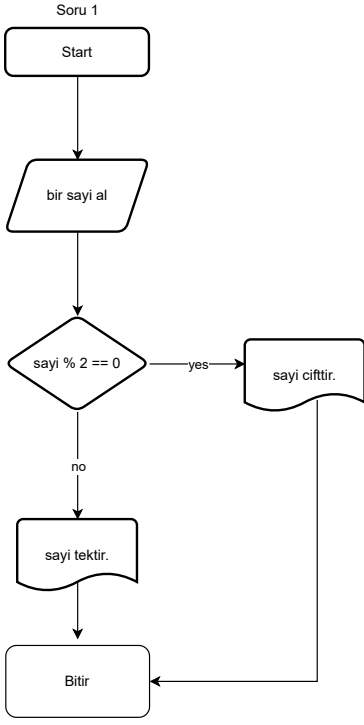 Soru 1
Start
bir sayi al
sayi % 2 == 0
yes
sayi cifttir.
no
sayi tektir.
Bitir